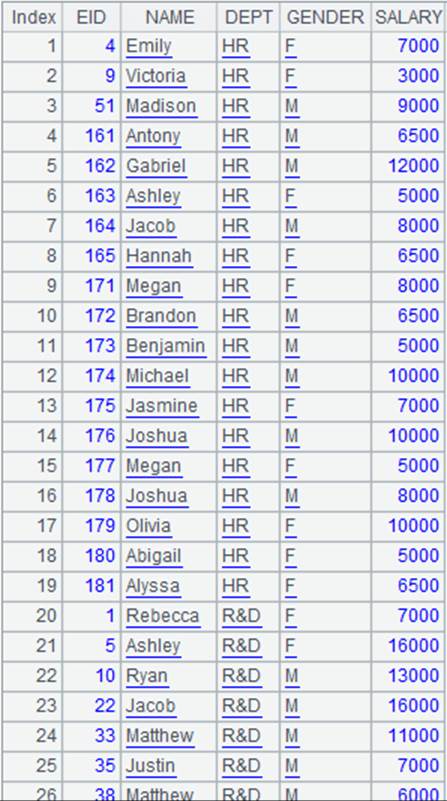 Index EID NAME DEPT GENDER SALARY
1 4 Emily HR F 7000
2 9 Victoria HR F 3000
3 51 Madison HR M 9000
4 161 Antony HR M 6500
5 162 Gabriel HR M 12000
6 163 Ashley HR F 5000
7 164 Jacob HR M 8000
8 165 Hannah HR F 6500
9 171 Megan HR F 8000
10 172 Brandon HR M 6500
11 173 Benjamin HR M 5000
12 174 Michael HR M 10000
13 175 Jasmine HR F 7000
14 176 Joshua HR M 10000
15 177 Megan HR F 5000
16 178 Joshua HR M 8000
17 179 Olivia HR F 10000
18 180 Abigail HR F 5000
19 181 Alyssa HR F 6500
20 1 Rebecca R&D F 7000
21 5 Ashley R&D F 16000
22 10 Ryan R&D M 13000
23 22 Jacob R&D M 16000
24 33 Matthew R&D M 11000
25 35 Justin R&D M 7000
26 38 Matthew R&D M 6000